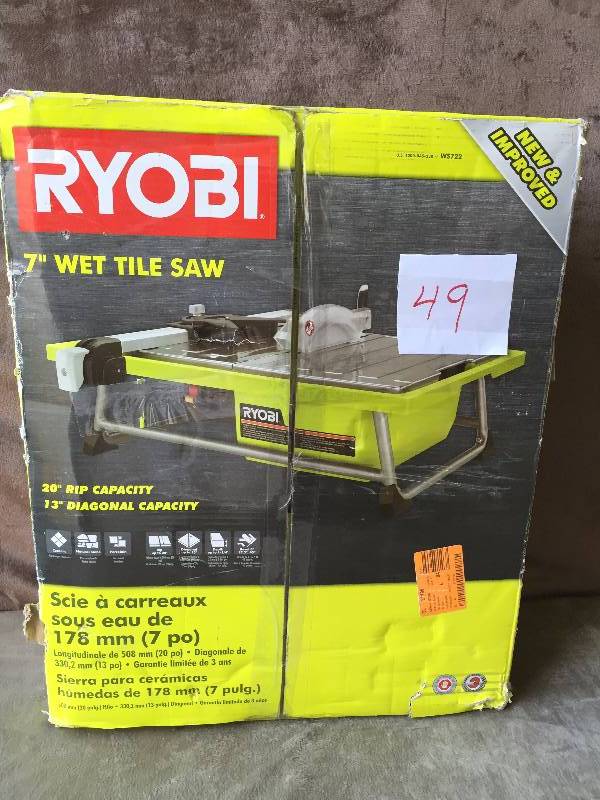 RYOBI
WS722
NEW &
IMPROVED
7" WET TILE SAW
49
RYOBI
20" RIP CAPACITY
13" DIAGONAL CAPACITY
Scie à carreaux
sous eau de
178 mm (7 po)
Longitudinale de 508 mm (20 po) • Diagonale de
330,2 mm (13 po) • Garantie limitée de 3 ans
Sierra para cerámicas
húmedas de 178 mm (7 pulg.)